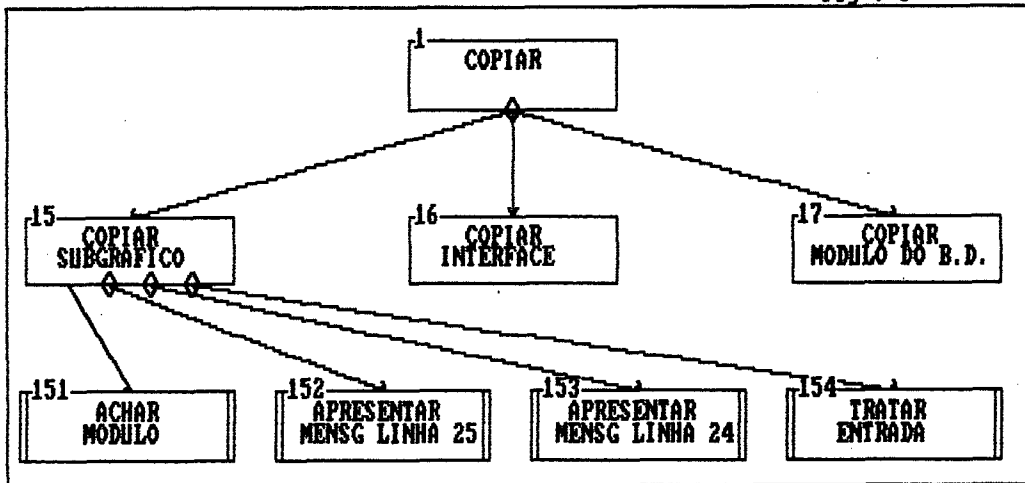 1
COPIAR
15
COPIAR
SUBGRAFICO
16
COPIAR
INTERFACE
17
COPIAR
MODULO DO B.D.
151
ACHAR
MODULO
152
APRESENTAR
MENSG LINHA 25
153
APRESENTAR
MENSG LINHA 24
154
TRATAR
ENTRADA